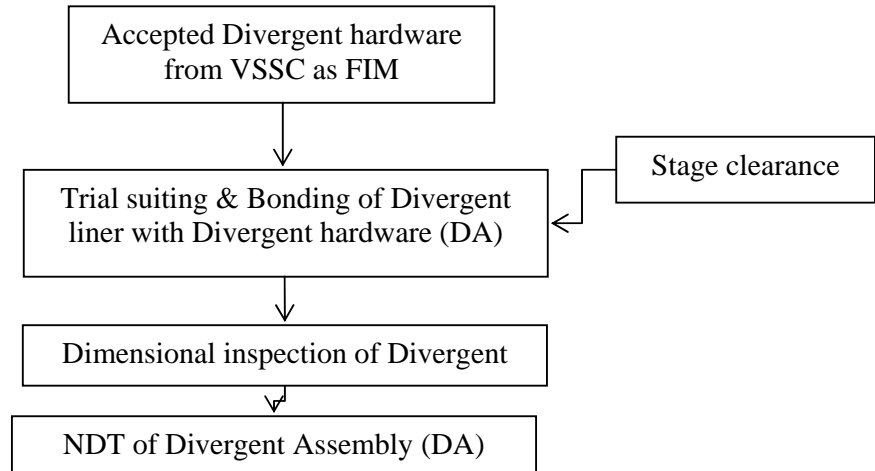 Accepted Divergent hardware
from VSSC as FIM
Stage clearance
Trial suiting & Bonding of Divergent
liner with Divergent hardware (DA)
Dimensional inspection of Divergent
NDT of Divergent Assembly (DA)